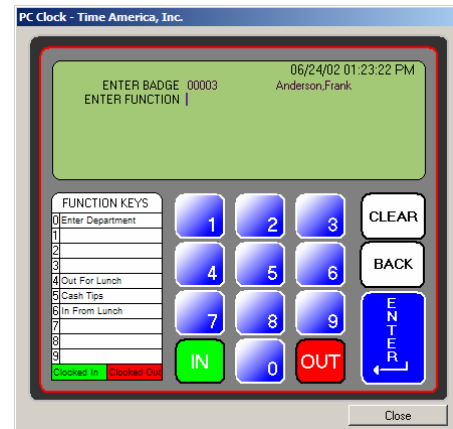 PC Clock - Time America, Inc.
06/24/02 01:23:22 PM
ENTER BADGE 00003 Anderson,Frank
ENTER FUNCTION
FUNCTION KEYS
0 Enter Department
1
2
3
4 Out For Lunch
5 Cash Tips
6 In From Lunch
7
8
9
Clocked In Clocked Out
1 2 3 CLEAR
4 5 6 BACK
7 8 9 ENTER
IN 0 OUT
Close